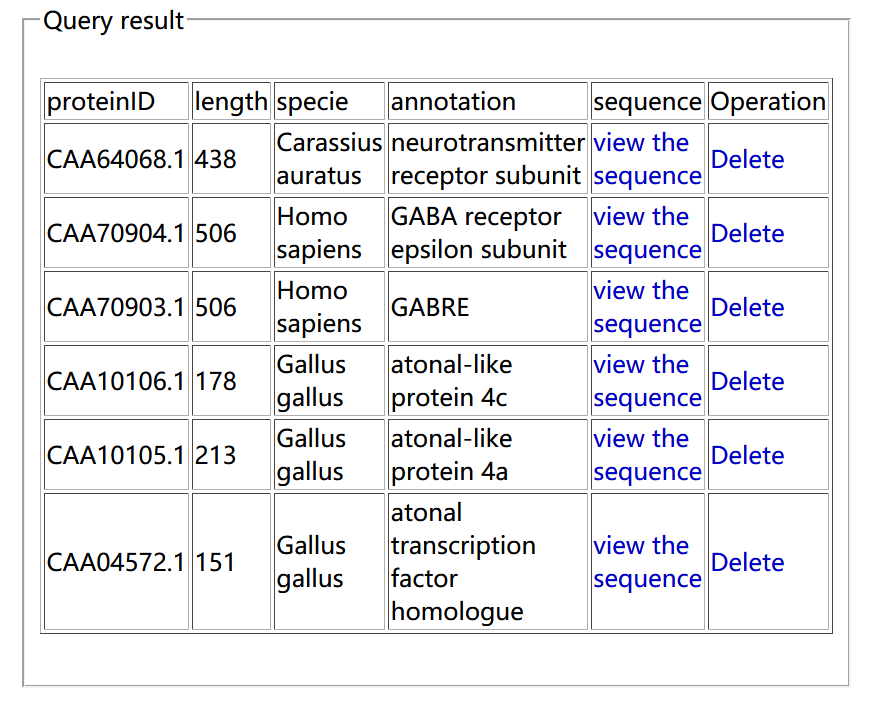 Query result
proteinID length specie annotation sequence Operation
CAA64068.1 438 Carassius auratus neurotransmitter receptor subunit view the sequence Delete
CAA70904.1 506 Homo sapiens GABA receptor epsilon subunit view the sequence Delete
CAA70903.1 506 Homo sapiens GABRE view the sequence Delete
CAA10106.1 178 Gallus gallus atonal-like protein 4c view the sequence Delete
CAA10105.1 213 Gallus gallus atonal-like protein 4a view the sequence Delete
CAA04572.1 151 Gallus gallus atonal transcription factor homologue view the sequence Delete